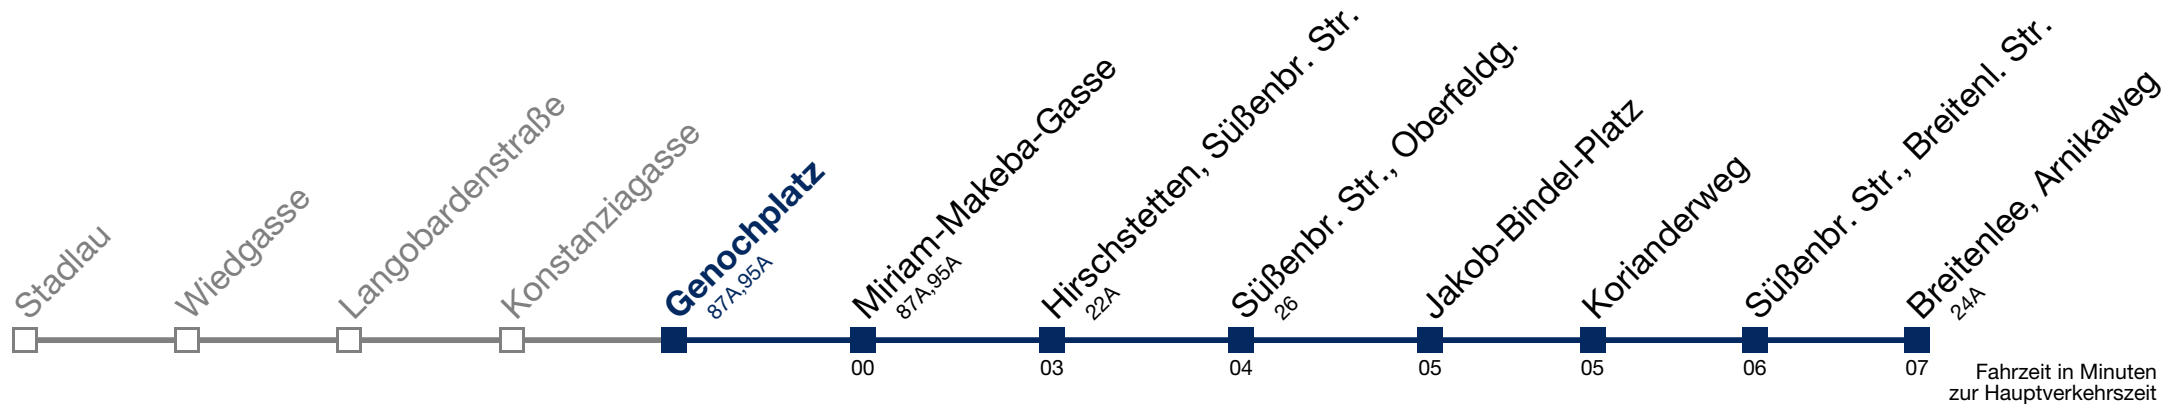 Stadlau
Wiedgasse
Langobardenstraße
Konstanziagasse
Genochplatz
87A,95A
Miriam-Makeba-Gasse
87A,95A
Hirschstetten, Süßenbr. Str.
22A
Süßenbr. Str., Oberfeldg.
26
Jakob-Bindel-Platz
Korianderweg
Süßenbr. Str., Breitenl. Str.
Breitenlee, Arnikaweg
24A
00
03
04
05
05
06
07
Fahrzeit in Minuten
zur Hauptverkehrszeit